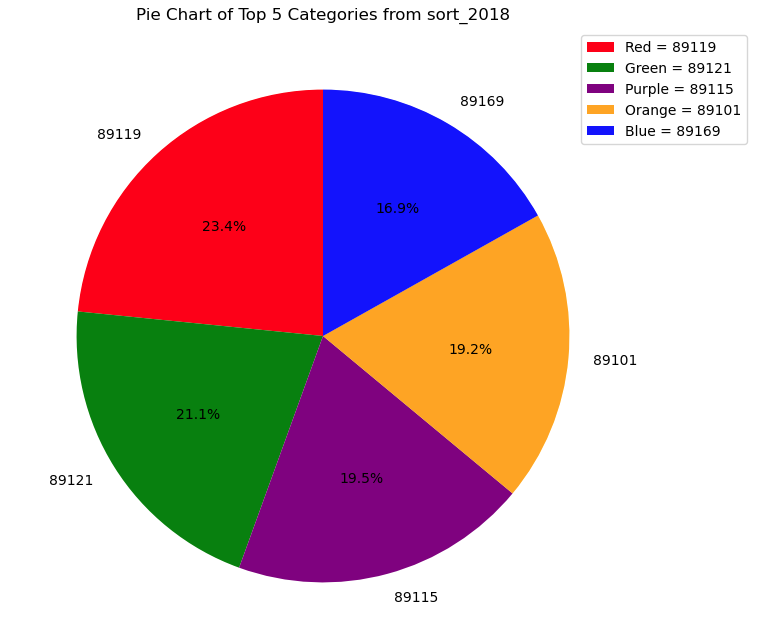 Pie Chart of Top 5 Categories from sort_2018
Red = 89119
Green = 89121
Purple = 89115
Orange = 89101
Blue = 89169
89169
89119
16.9%
23.4%
19.2%
89101
21.1%
19.5%
89121
89115